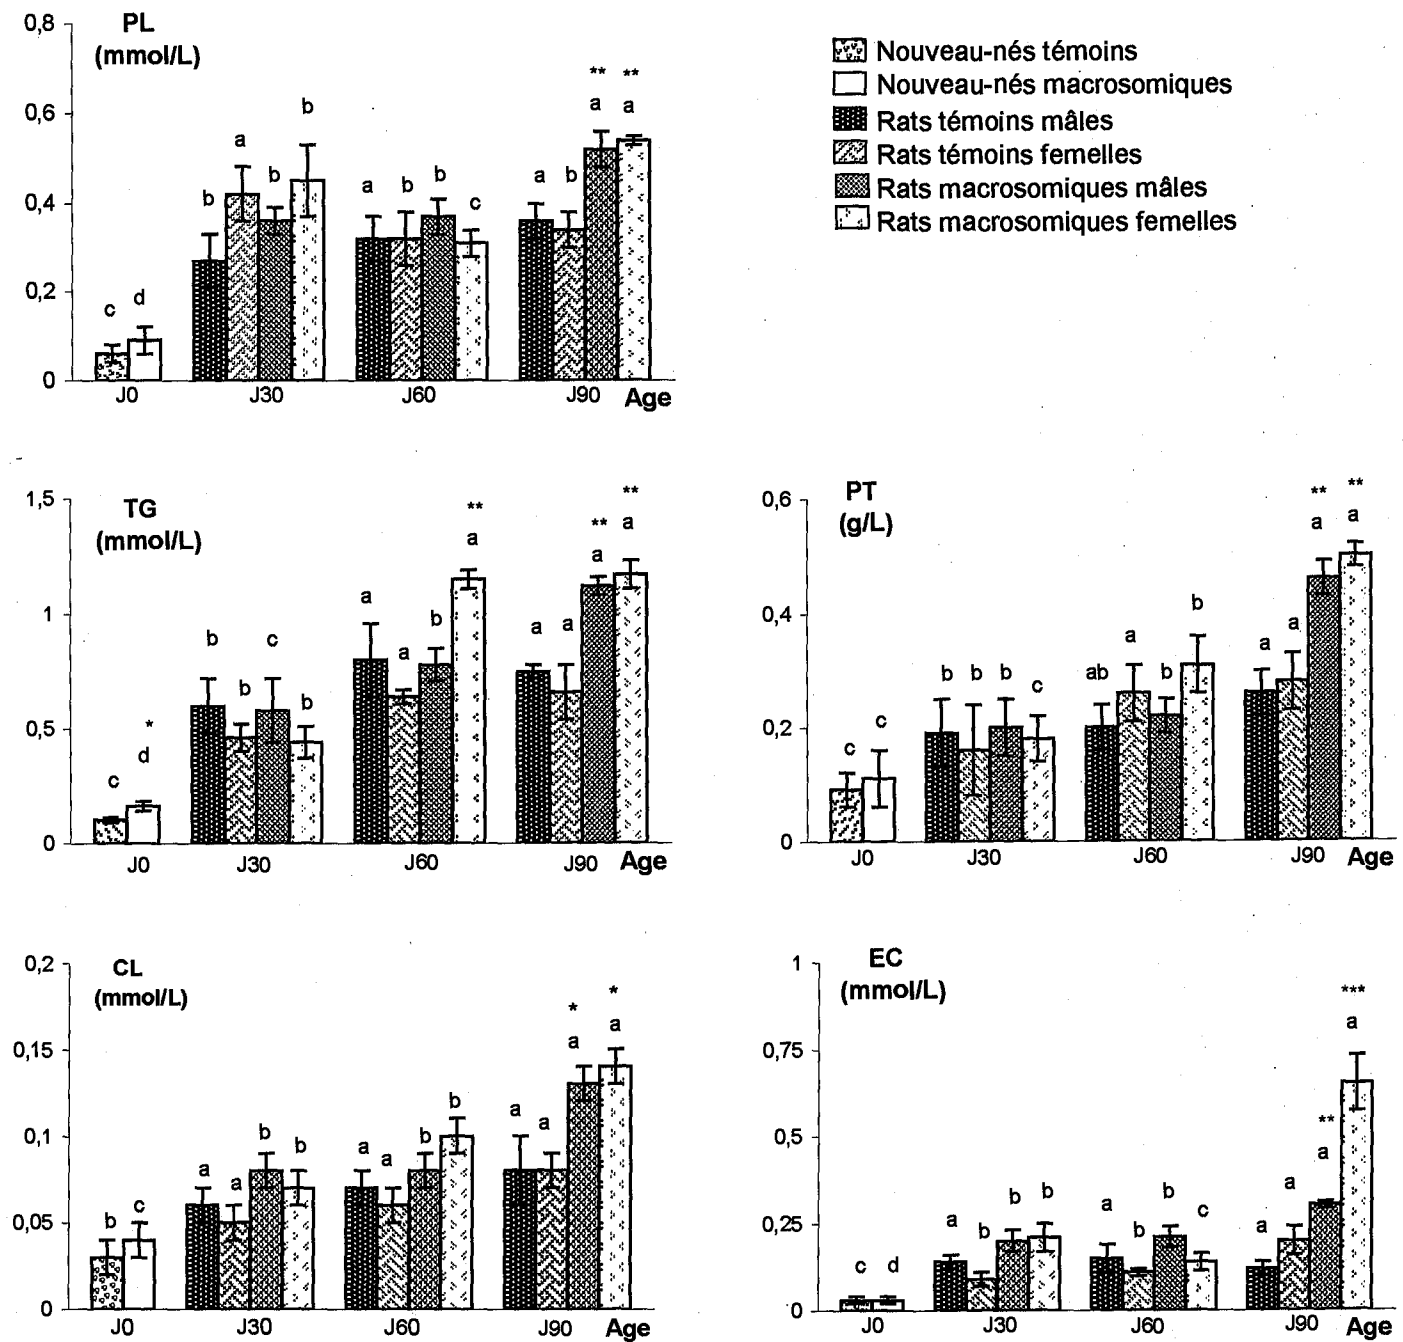 0,8
PL
(mmol/L)
0,6
0,4
0,2
0
c
d
b
a
b
b
a
b
b
c
a
b
**
a
**
a
J0
J30
J60
J90
Age
Nouveau-nés témoins
Nouveau-nés macrosomiques
Rats témoins mâles
Rats témoins femelles
Rats macrosomiques mâles
Rats macrosomiques femelles
1,5
TG
(mmol/L)
1
0,5
0
c
*
d
b
b
c
b
a
a
b
**
a
a
a
**
a
**
a
J0
J30
J60
J90
Age
0,6
PT
(g/L)
0,4
0,2
0
c
c
b
b
b
c
ab
a
b
b
a
a
**
a
**
a
J0
J30
J60
J90
Age
0,2
CL
(mmol/L)
0,15
0,1
0,05
0
b
c
a
a
b
b
a
a
b
b
a
a
*
a
*
a
J0
J30
J60
J90
Age
1
EC
(mmol/L)
0,75
0,5
0,25
0
c
d
a
b
b
b
a
b
b
c
a
a
**
a
***
a
J0
J30
J60
J90
Age